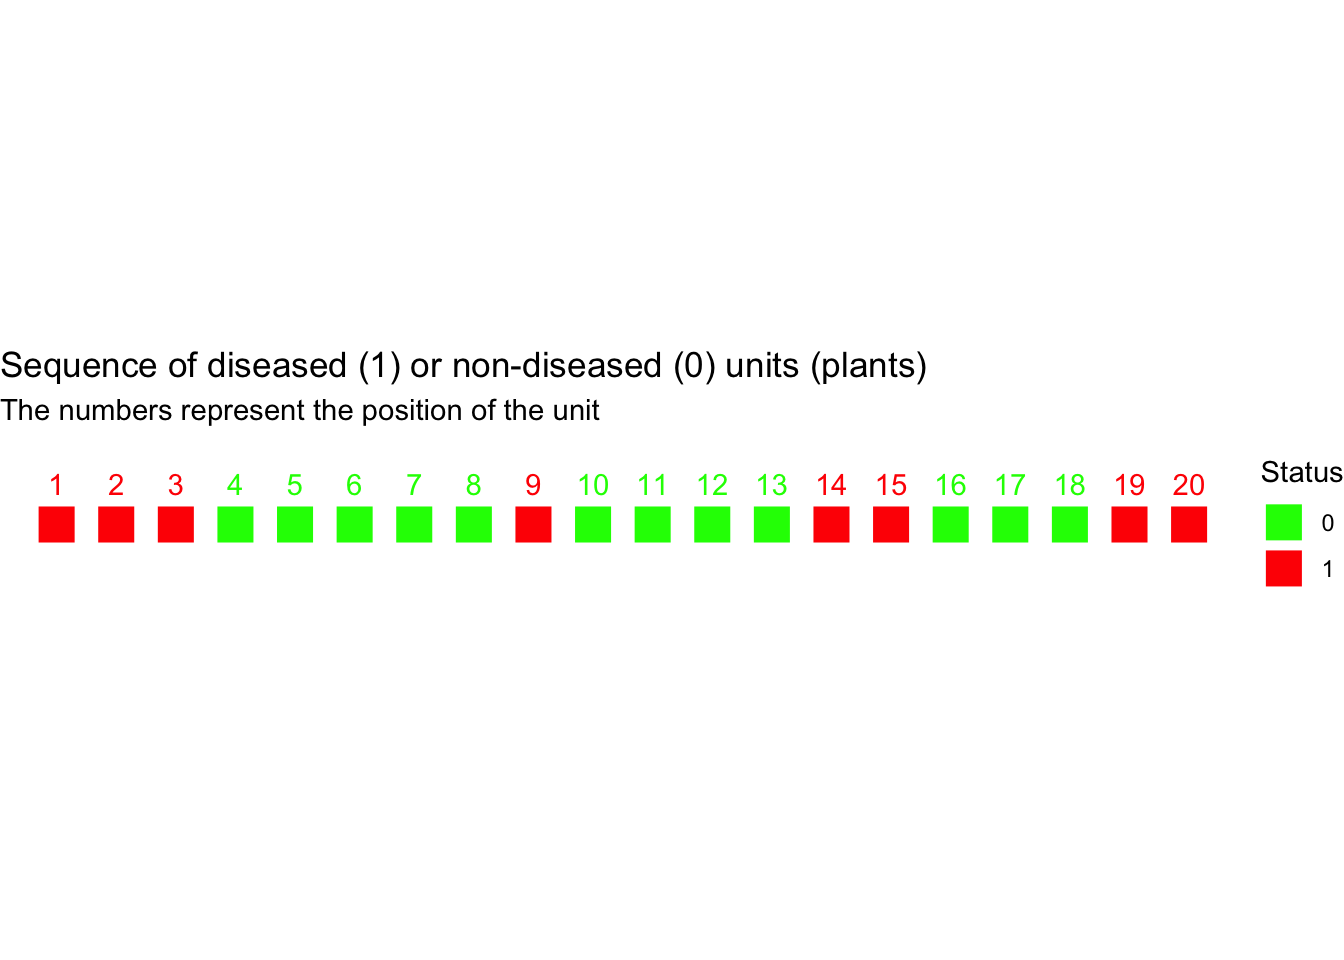 Sequence of diseased (1) or non-diseased (0) units (plants)
The numbers represent the position of the unit
1 2 3 4 5 6 7 8 9 10 11 12 13 14 15 16 17 18 19 20
Status
0
1